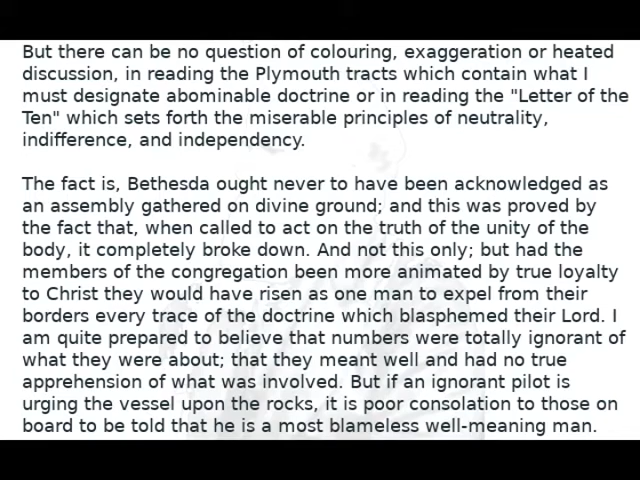 But there can be no question of colouring, exaggeration or heated
discussion, in reading the Plymouth tracts which contain what I
must designate abominable doctrine or in reading the "Letter of the
Ten" which sets forth the miserable principles of neutrality,
indifference, and independency.

The fact is, Bethesda ought never to have been acknowledged as
an assembly gathered on divine ground; and this was proved by
the fact that, when called to act on the truth of the unity of the
body, it completely broke down. And not this only; but had the
members of the congregation been more animated by true loyalty
to Christ they would have risen as one man to expel from their
borders every trace of the doctrine which blasphemed their Lord. I
am quite prepared to believe that numbers were totally ignorant of
what they were about; that they meant well and had no true
apprehension of what was involved. But if an ignorant pilot is
urging the vessel upon the rocks, it is poor consolation to those on
board to be told that he is a most blameless well-meaning man.